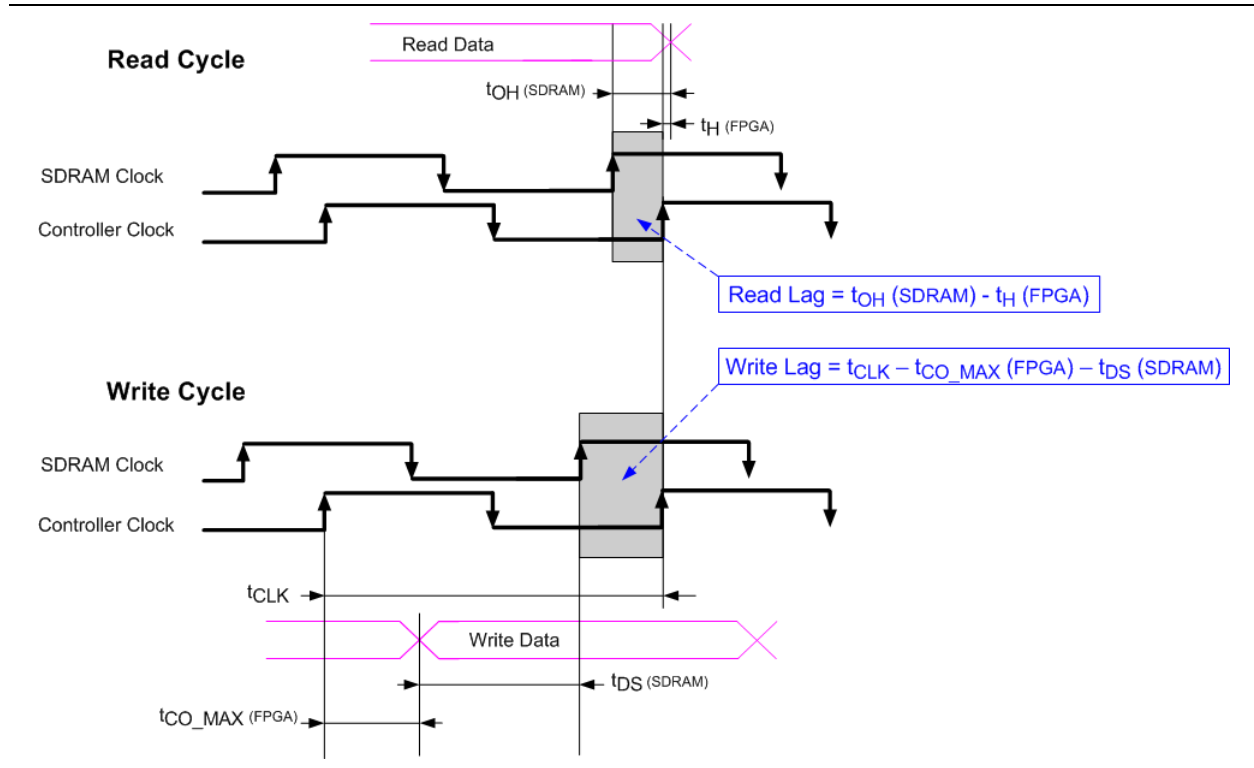 Read Data
Read Cycle
tOH (SDRAM)
tH (FPGA)
SDRAM Clock
Controller Clock
Read Lag = tOH (SDRAM) - tH (FPGA)
Write Lag = tCLK – tCO_MAX (FPGA) – tDS (SDRAM)
Write Cycle
SDRAM Clock
Controller Clock
tCLK
Write Data
tDS (SDRAM)
tCO_MAX (FPGA)